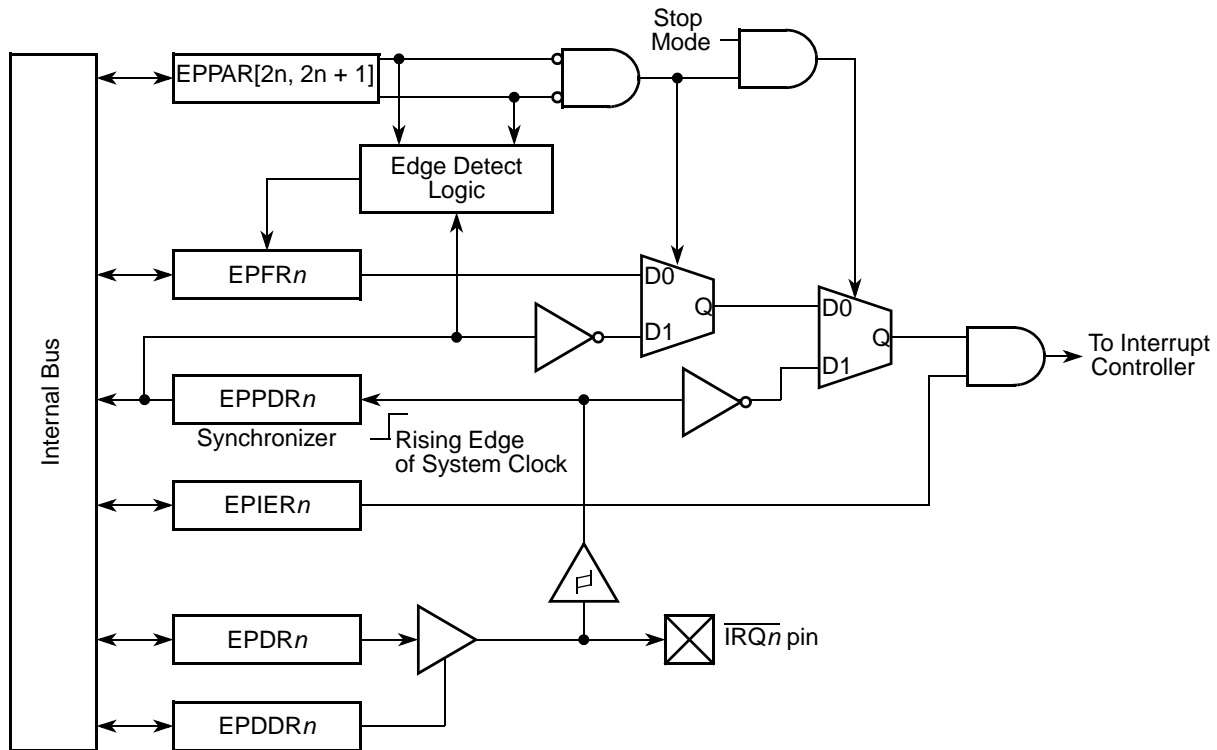 Stop
Mode
EPPAR[2n, 2n + 1]
Edge Detect
Logic
EPFRn
D0
D1
Q
D0
D1
Q
To Interrupt
Controller
Internal Bus
EPPDRn
Synchronizer
Rising Edge
of System Clock
EPIERn
EPDRn
IRQn pin
EPDDRn